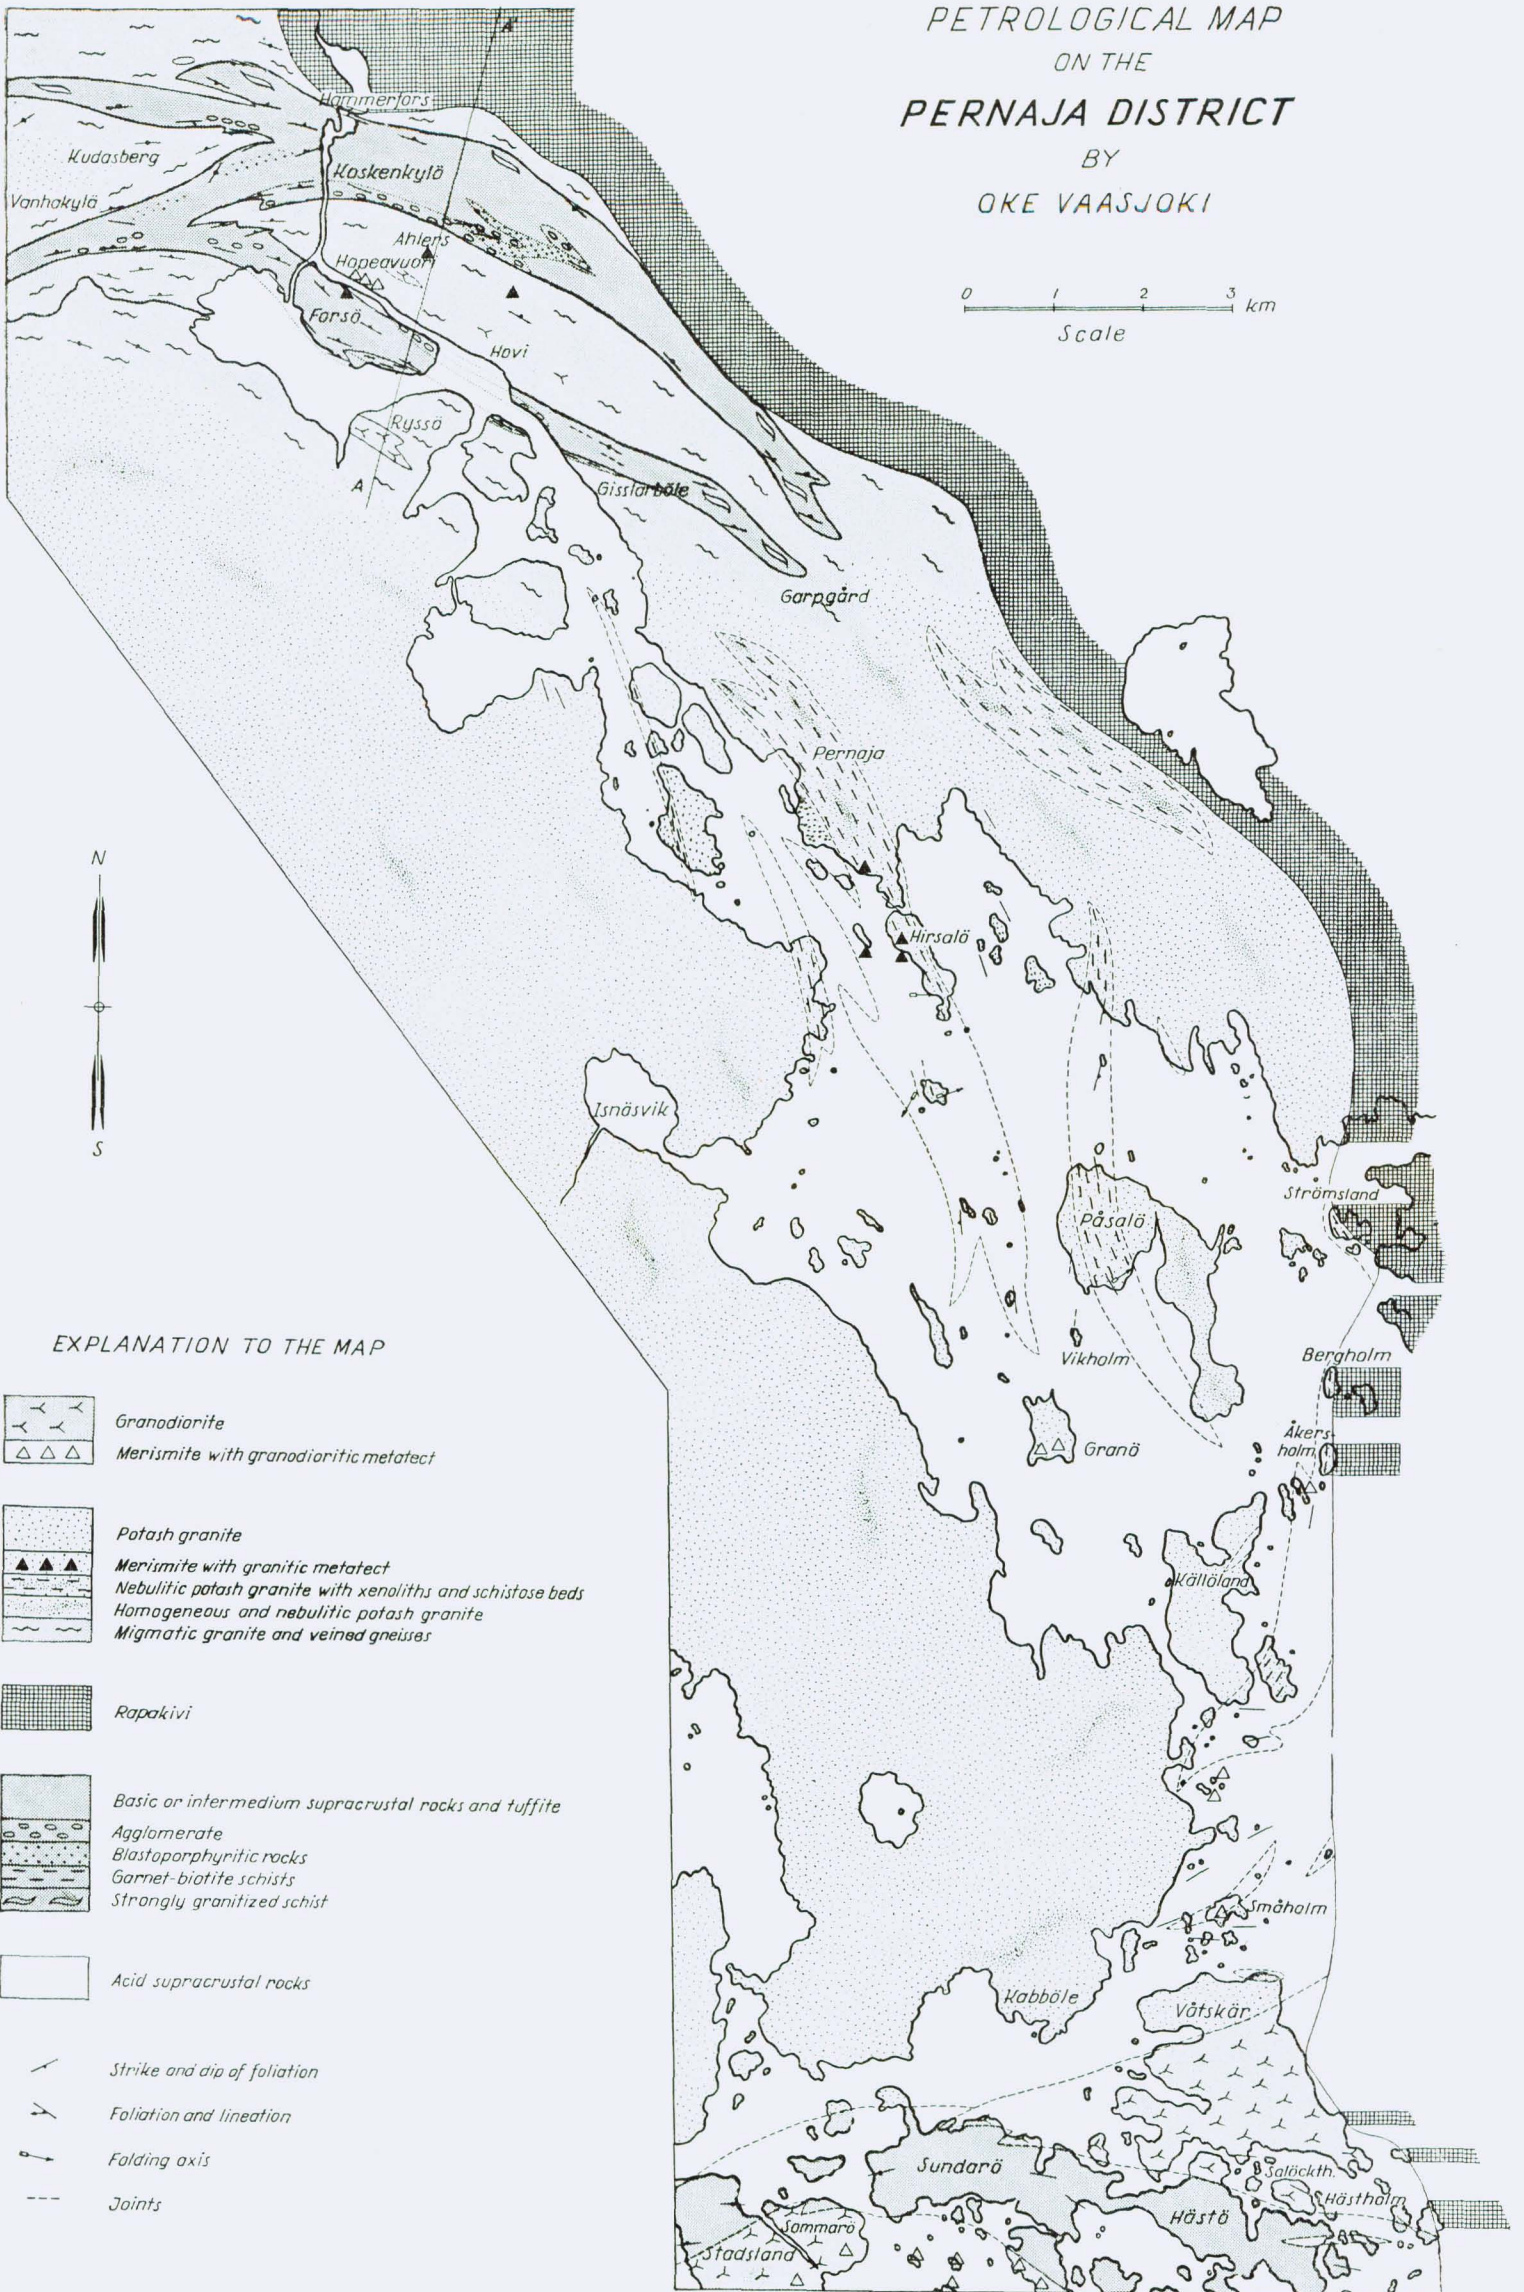 PETROLOGICAL MAP
ON THE
PERNAJA DISTRICT
BY
OKE VAASJOKI
0 1 2 3 km
Scale
A'
Hammerfors
Kudasberg
Koskenkylö
Vanhakylä
Ahlers
Hopeavuori
Forsö
Hovi
Ryssö
A
Gisslarböle
Garpgård
Pernaja
N
Hirsalö
S
Isnäsvik
Strömsland
Påsalö
Vikholm
Bergholm
Åkers-
holm
Granö
Källöland
Småholm
Kabböle
Våtskär
Sundarö
Salöckth.
Hästholm
Hästö
Sammarö
Stadsland
EXPLANATION TO THE MAP
Granodiorite
Merismite with granodioritic metatect
Potash granite
Merismite with granitic metatect
Nebulitic potash granite with xenoliths and schistose beds
Homogeneous and nebulitic potash granite
Migmatic granite and veined gneisses
Rapakivi
Basic or intermedium supracrustal rocks and tuffite
Agglomerate
Blastoporphyritic rocks
Garnet-biotite schists
Strongly granitized schist
Acid supracrustal rocks
Strike and dip of foliation
Foliation and lineation
Folding axis
Joints